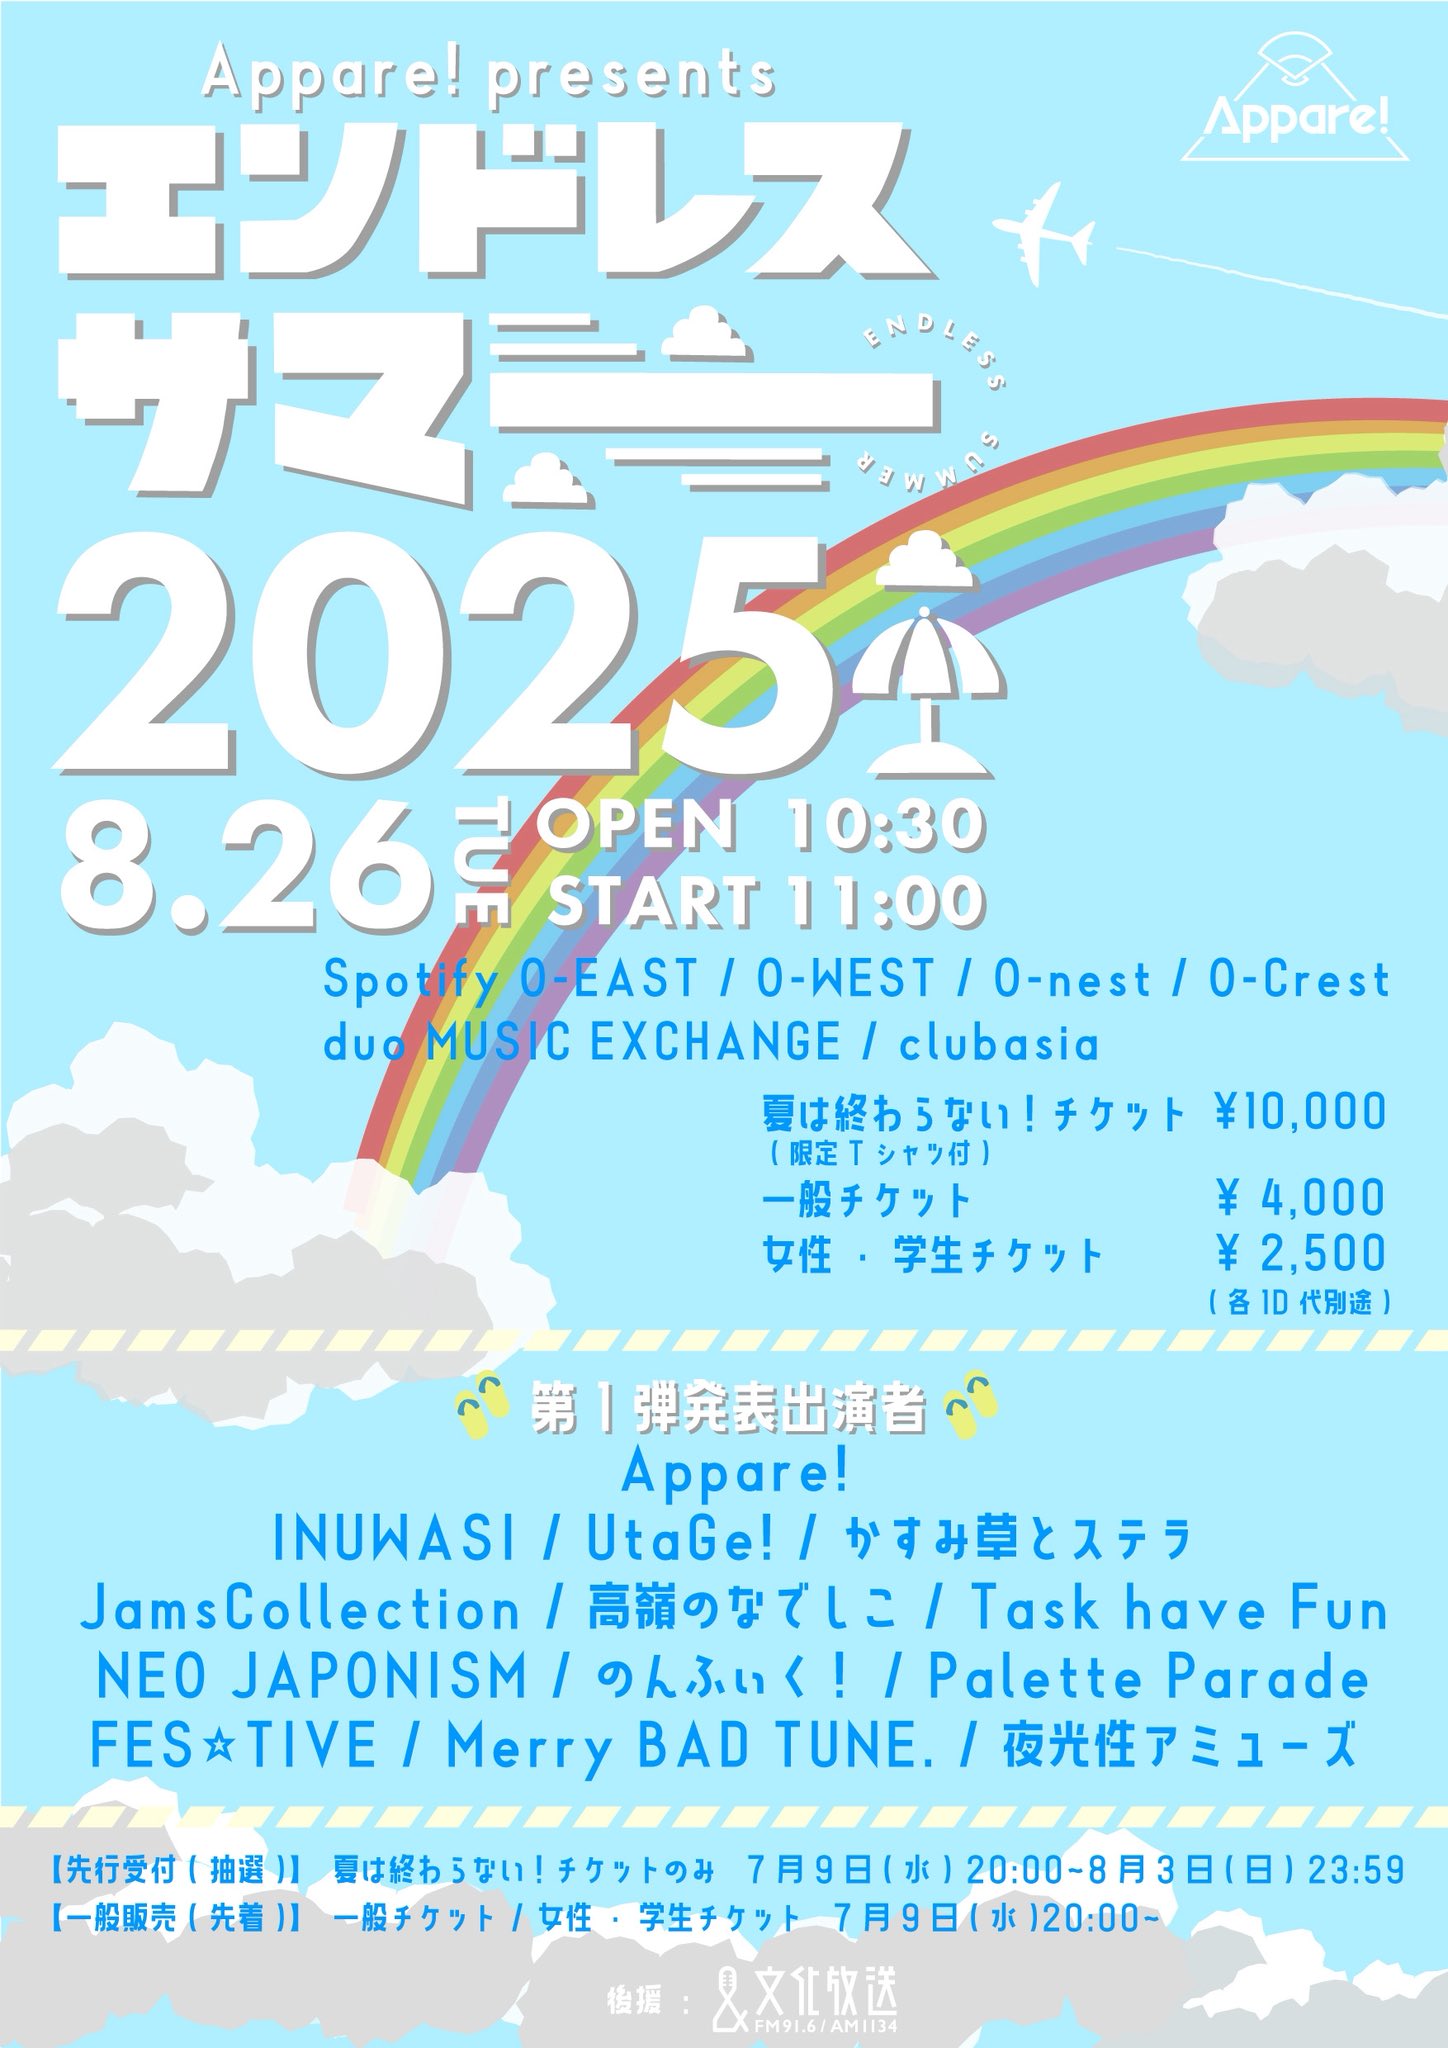 Appare! presents
Appare!
エンドレス
サマー
ENDLESS SUMMER
2025
8.26 TUE
OPEN 10:30
START 11:00
Spotify O-EAST / O-WEST / O-nest / O-Crest
duo MUSIC EXCHANGE / clubasia
夏は終わらない！チケット ¥10,000
(限定Tシャツ付)
一般チケット ¥ 4,000
女性・学生チケット ¥ 2,500
(各1D代別途)
第1弾発表出演者
Appare!
INUWASI / UtaGe! / かすみ草とステラ
JamsCollection / 高嶺のなでしこ / Task have Fun
NEO JAPONISM / のんふぃく！ / Palette Parade
FES☆TIVE / Merry BAD TUNE. / 夜光性アミューズ
【先行受付(抽選)】 夏は終わらない！チケットのみ 7月9日(水)20:00~8月3日(日)23:59
【一般販売(先着)】 一般チケット / 女性・学生チケット 7月9日(水)20:00~
後援： 文化放送
FM91.6/AM1134